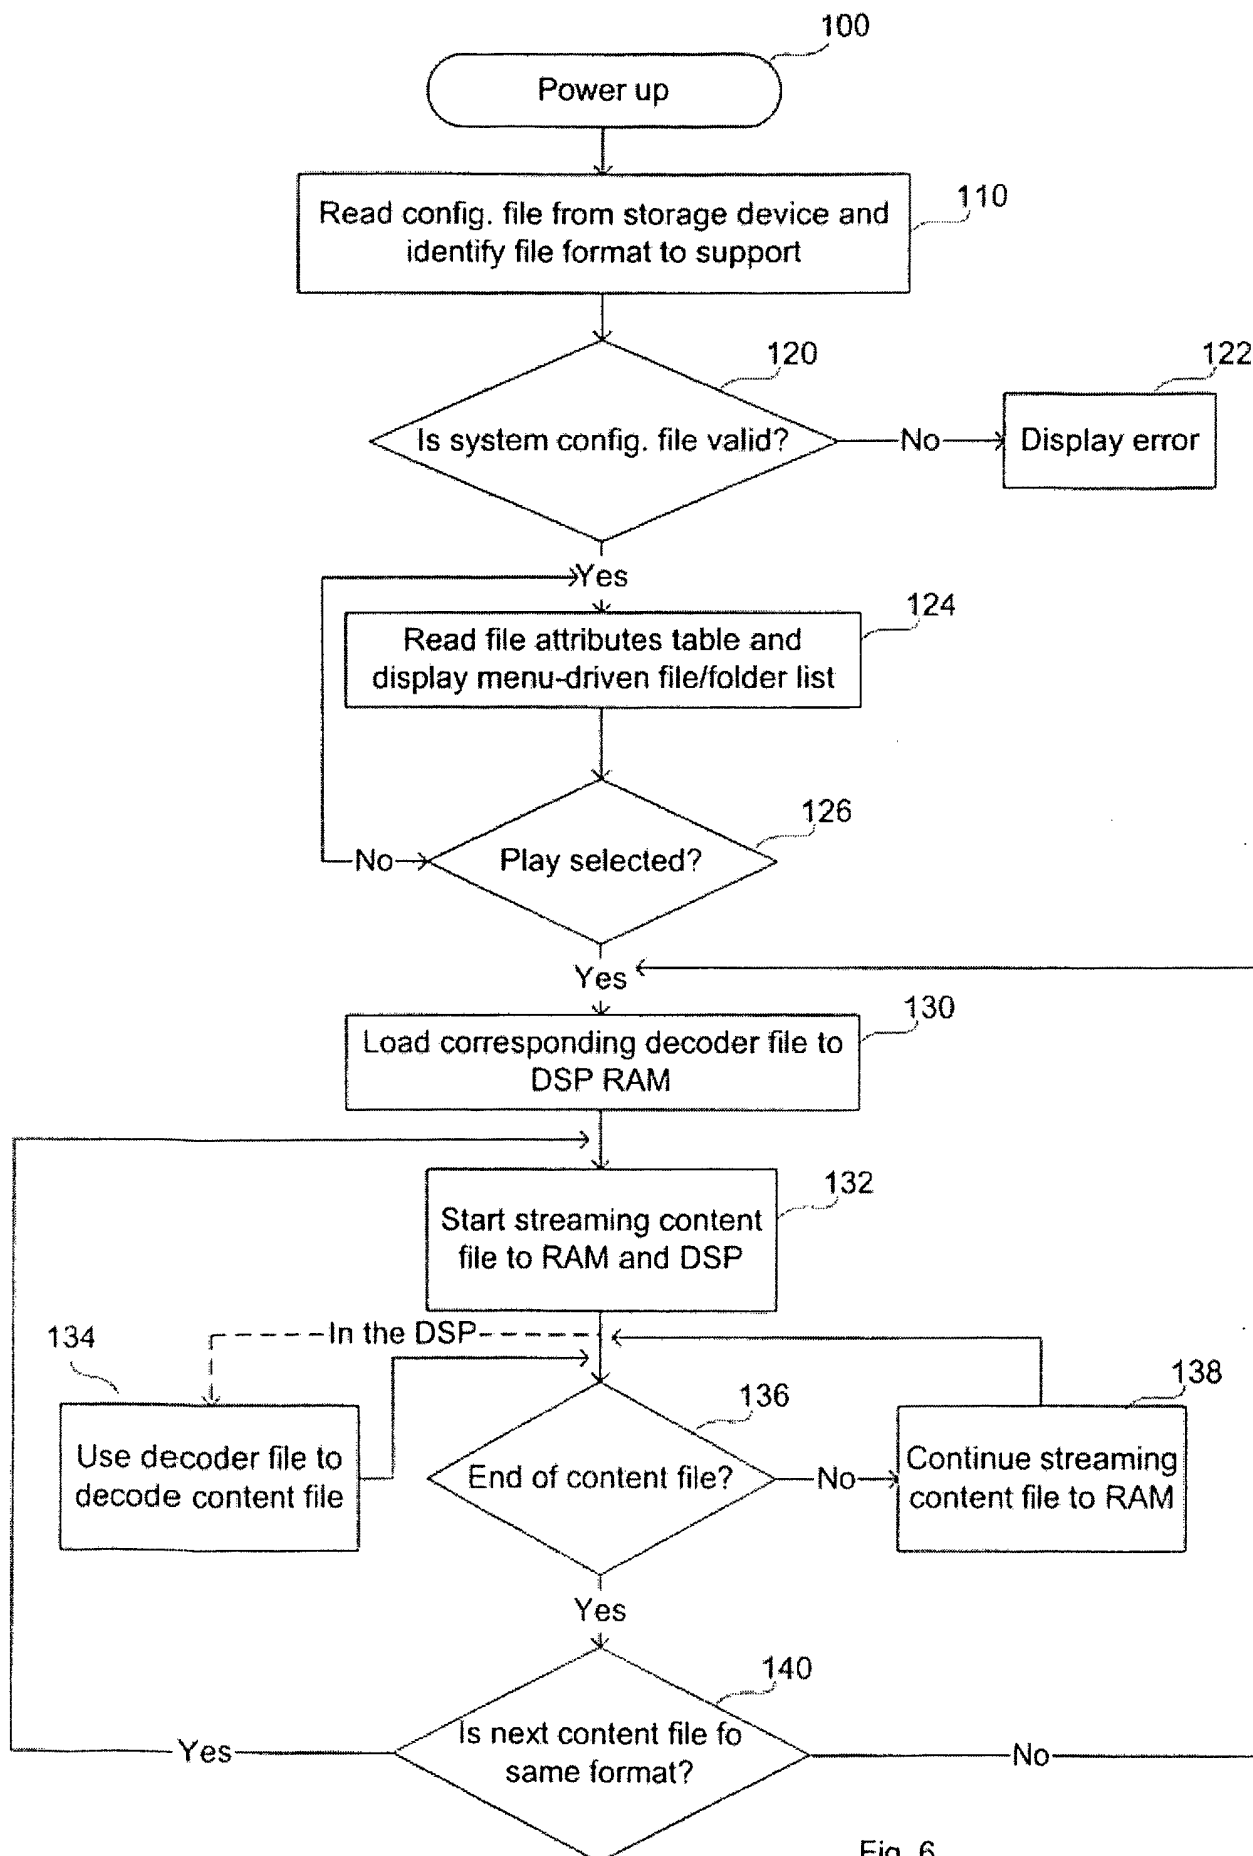 100
Power up
110
Read config. file from storage device and
identify file format to support
120
122
Is system config. file valid?
No
Display error
Yes
124
Read file attributes table and
display menu-driven file/folder list
126
No
Play selected?
Yes
130
Load corresponding decoder file to
DSP RAM
132
Start streaming content
file to RAM and DSP
In the DSP
134
136
138
Use decoder file to
decode content file
End of content file?
No
Continue streaming
content file to RAM
Yes
140
Is next content file fo
same format?
Yes
No
Fig. 6